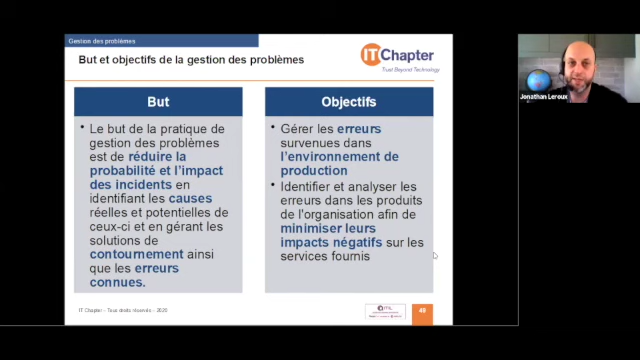 Gestion des problèmes
But et objectifs de la gestion des problèmes
IT Chapter
Trust Beyond Technology
But
• Le but de la pratique de
gestion des problèmes
est de réduire la
probabilité et l'impact
des incidents en
identifiant les causes
réelles et potentielles de
ceux-ci et en gérant les
solutions de
contournement ainsi
que les erreurs
connues.
Objectifs
• Gérer les erreurs
survenues dans
l'environnement de
production
• Identifier et analyser les
erreurs dans les produits
de l'organisation afin de
minimiser leurs
impacts négatifs sur les
services fournis
IT Chapter – Tous droits réservés - 2020
ITIL
49
Jonathan Leroux